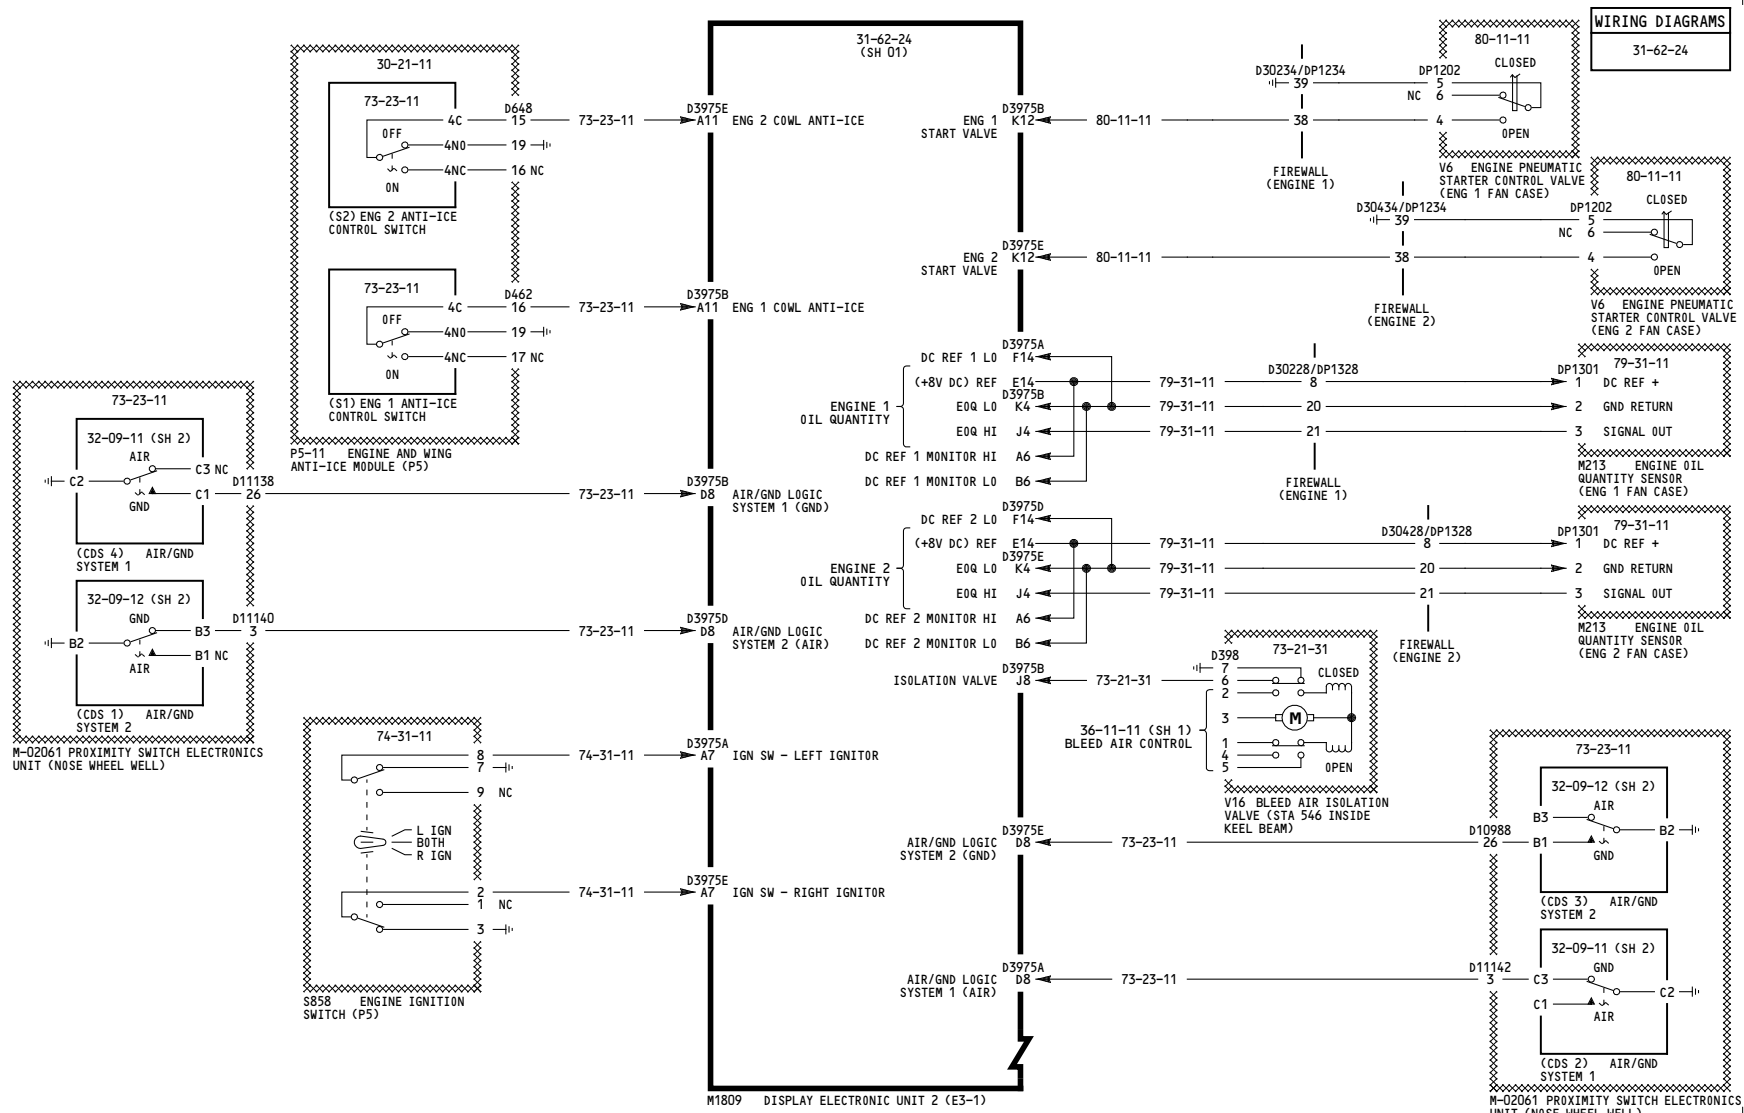 WIRING DIAGRAMS
31-62-24
31-62-24
(SH 01)
30-21-11
73-23-11
OFF
ON
4C
4NO
4NC
D648
15
19
16 NC
73-23-11
D3975E
A11 ENG 2 COWL ANTI-ICE
(S2) ENG 2 ANTI-ICE
CONTROL SWITCH
73-23-11
OFF
ON
4C
4NO
4NC
D462
16
19
17 NC
73-23-11
D3975B
A11 ENG 1 COWL ANTI-ICE
(S1) ENG 1 ANTI-ICE
CONTROL SWITCH
P5-11 ENGINE AND WING
ANTI-ICE MODULE (P5)
73-23-11
32-09-11 (SH 2)
AIR
GND
C2
C3 NC
C1
D11138
26
73-23-11
D3975B
D8 AIR/GND LOGIC
SYSTEM 1 (GND)
(CDS 4) AIR/GND
SYSTEM 1
32-09-12 (SH 2)
GND
AIR
B2
B3
B1 NC
D11140
3
73-23-11
D3975D
D8 AIR/GND LOGIC
SYSTEM 2 (AIR)
(CDS 1) AIR/GND
SYSTEM 2
M-02061 PROXIMITY SWITCH ELECTRONICS
UNIT (NOSE WHEEL WELL)
74-31-11
8
7
9 NC
L IGN
BOTH
R IGN
2
1 NC
3
74-31-11
D3975A
A7 IGN SW - LEFT IGNITOR
74-31-11
D3975E
A7 IGN SW - RIGHT IGNITOR
S858 ENGINE IGNITION
SWITCH (P5)
M1809 DISPLAY ELECTRONIC UNIT 2 (E3-1)
ENG 1
START VALVE
D3975B
K12
80-11-11
D30234/DP1234
39
38
FIREWALL
(ENGINE 1)
DP1202
5
NC 6
4
80-11-11
CLOSED
OPEN
V6 ENGINE PNEUMATIC
STARTER CONTROL VALVE
(ENG 1 FAN CASE)
ENG 2
START VALVE
D3975E
K12
80-11-11
D30434/DP1234
39
38
FIREWALL
(ENGINE 2)
DP1202
5
NC 6
4
80-11-11
CLOSED
OPEN
V6 ENGINE PNEUMATIC
STARTER CONTROL VALVE
(ENG 2 FAN CASE)
ENGINE 1
OIL QUANTITY
D3975A
DC REF 1 LO F14
(+8V DC) REF E14
D3975B
EOQ LO K4
EOQ HI J4
DC REF 1 MONITOR HI A6
DC REF 1 MONITOR LO B6
79-31-11
79-31-11
79-31-11
D30228/DP1328
8
20
21
FIREWALL
(ENGINE 1)
DP1301
79-31-11
1 DC REF +
2 GND RETURN
3 SIGNAL OUT
M213 ENGINE OIL
QUANTITY SENSOR
(ENG 1 FAN CASE)
ENGINE 2
OIL QUANTITY
D3975D
DC REF 2 LO F14
(+8V DC) REF E14
D3975E
EOQ LO K4
EOQ HI J4
DC REF 2 MONITOR HI A6
DC REF 2 MONITOR LO B6
79-31-11
79-31-11
79-31-11
D30428/DP1328
8
20
21
FIREWALL
(ENGINE 2)
DP1301
79-31-11
1 DC REF +
2 GND RETURN
3 SIGNAL OUT
M213 ENGINE OIL
QUANTITY SENSOR
(ENG 2 FAN CASE)
ISOLATION VALVE
D3975B
J8
73-21-31
36-11-11 (SH 1)
BLEED AIR CONTROL
D398
7
6
2
3
1
4
5
73-21-31
CLOSED
M
OPEN
V16 BLEED AIR ISOLATION
VALVE (STA 546 INSIDE
KEEL BEAM)
AIR/GND LOGIC
SYSTEM 2 (GND)
D3975E
D8
73-23-11
D10988
26
73-23-11
32-09-12 (SH 2)
AIR
GND
B3
B1
B2
(CDS 3) AIR/GND
SYSTEM 2
AIR/GND LOGIC
SYSTEM 1 (AIR)
D3975A
D8
73-23-11
D11142
3
32-09-11 (SH 2)
GND
AIR
C3
C1
C2
(CDS 2) AIR/GND
SYSTEM 1
M-02061 PROXIMITY SWITCH ELECTRONICS
UNIT (NOSE WHEEL WELL)